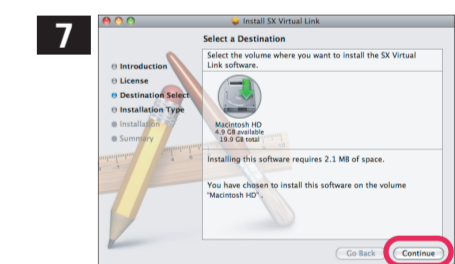 7
Install SX Virtual Link
Select a Destination
Introduction
License
Destination Select
Installation Type
Installation
Summary
Select the volume where you want to install the SX Virtual
Link software.
Macintosh HD
4.9 GB available
19.9 GB total
Installing this software requires 2.1 MB of space.
You have chosen to install this software on the volume
"Macintosh HD".
Go Back
Continue